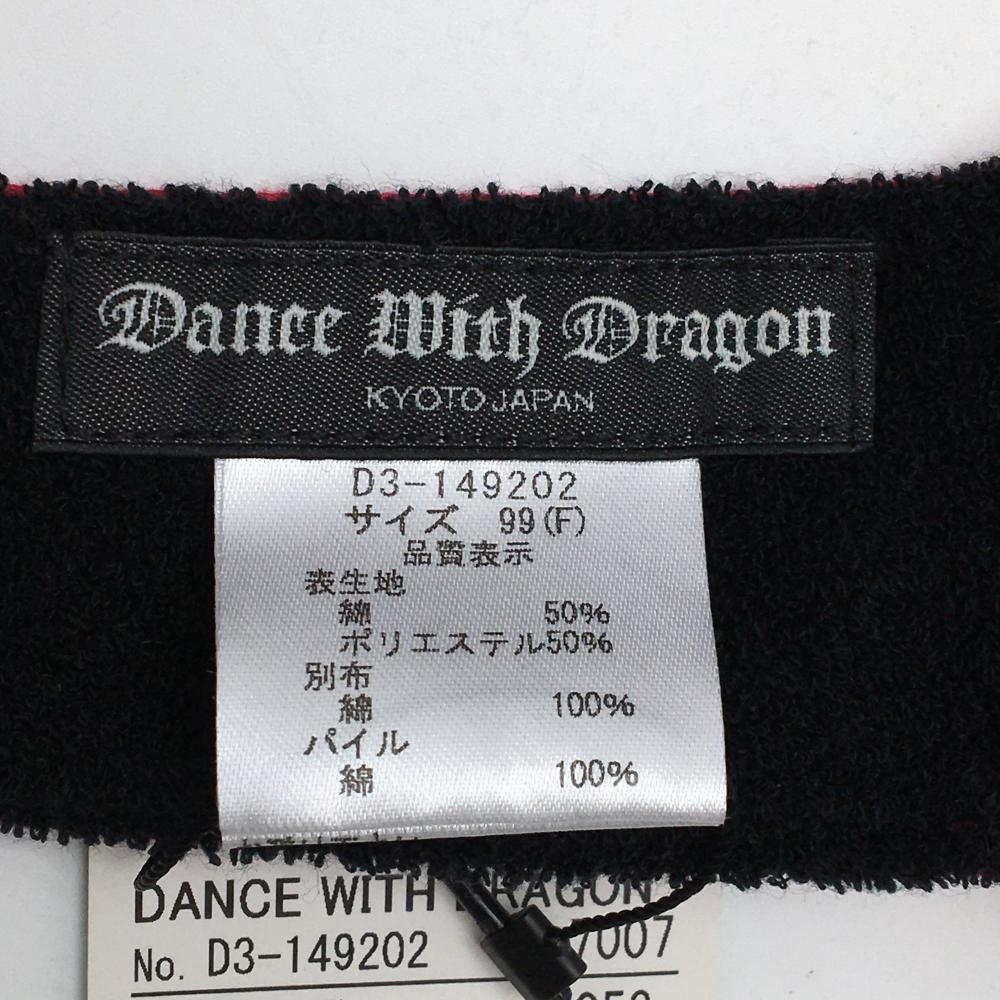 Dance With Dragon
KYOTO JAPAN
D3-149202
サイズ 99(F)
品質表示
表生地
綿 50%
ポリエステル50%
別布
綿 100%
パイル
綿 100%
DANCE WITH DRAGON
7007
No. D3-149202